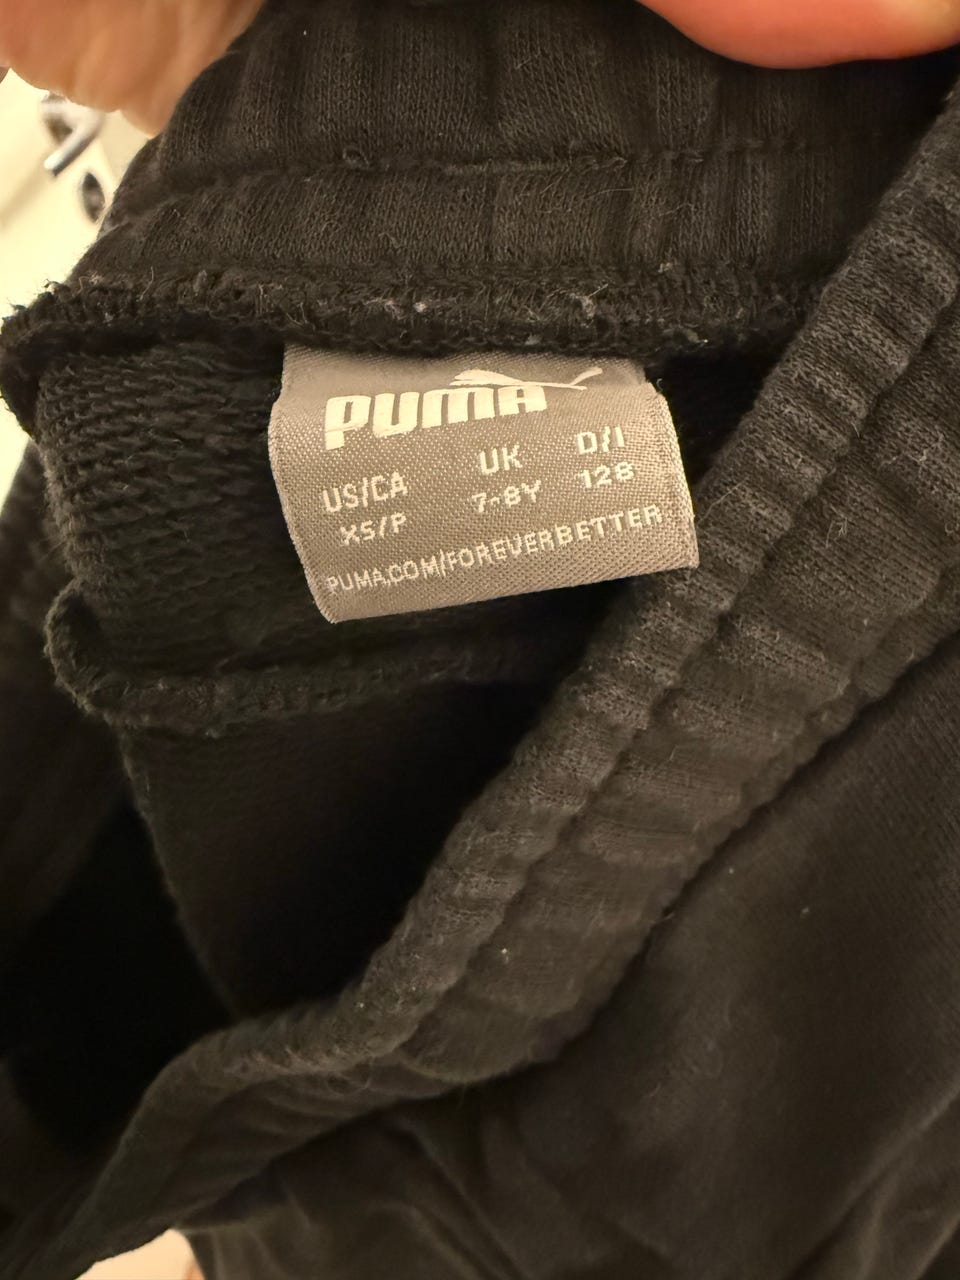 PUMA
US/CA UK D/I
XS/P 7-8Y 128
PUMA.COM/FOREVERBETTER